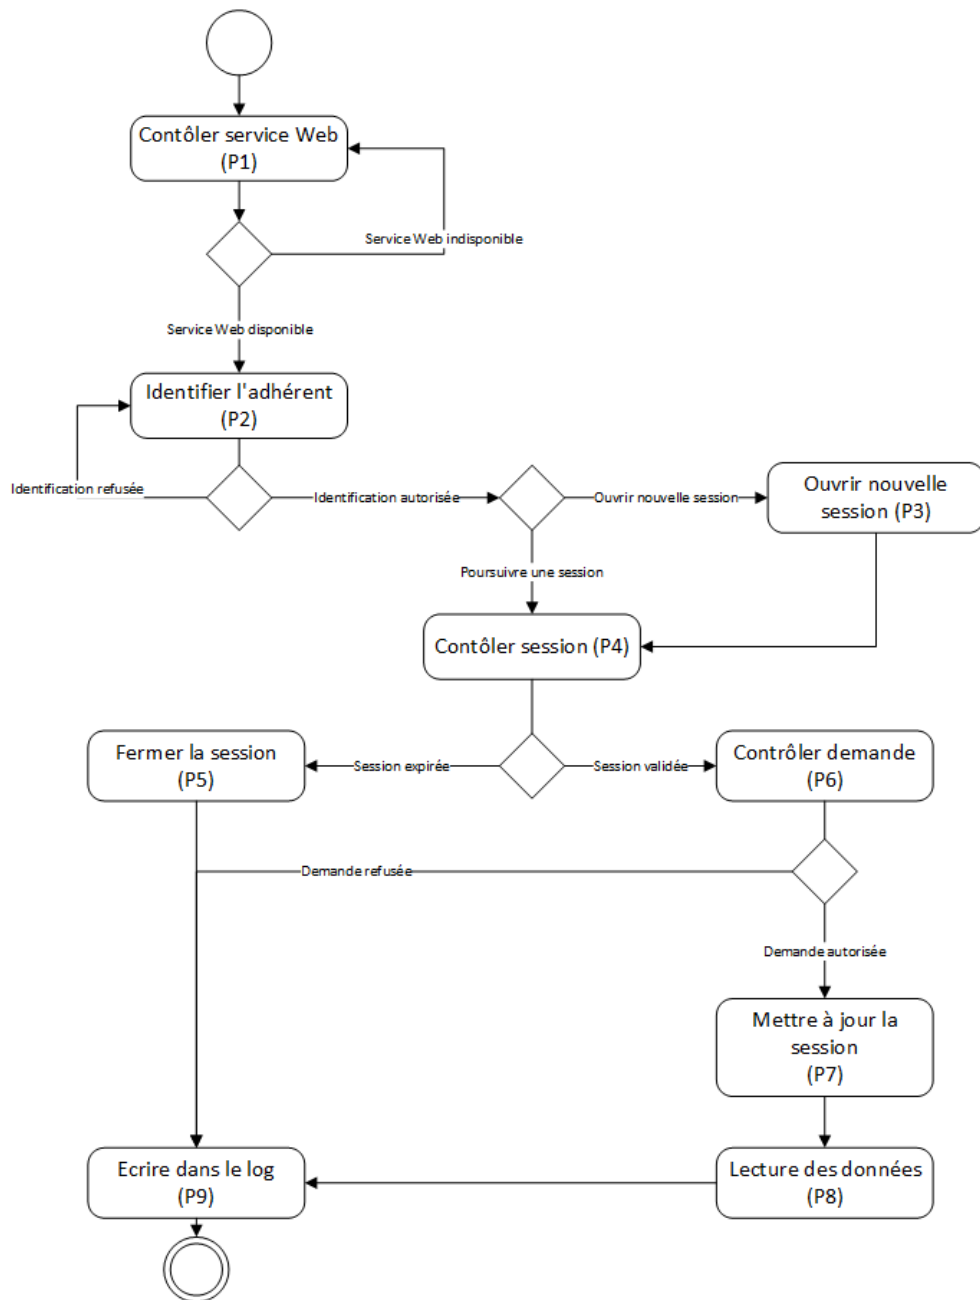 Contôler service Web
(P1)
Service Web indisponible
Service Web disponible
Identifier l'adhérent
(P2)
Identification refusée
Identification autorisée
Ouvrir nouvelle session
Ouvrir nouvelle
session (P3)
Poursuivre une session
Contôler session (P4)
Fermer la session
(P5)
Session expirée
Session validée
Contrôler demande
(P6)
Demande refusée
Demande autorisée
Mettre à jour la
session
(P7)
Ecrire dans le log
(P9)
Lecture des données
(P8)